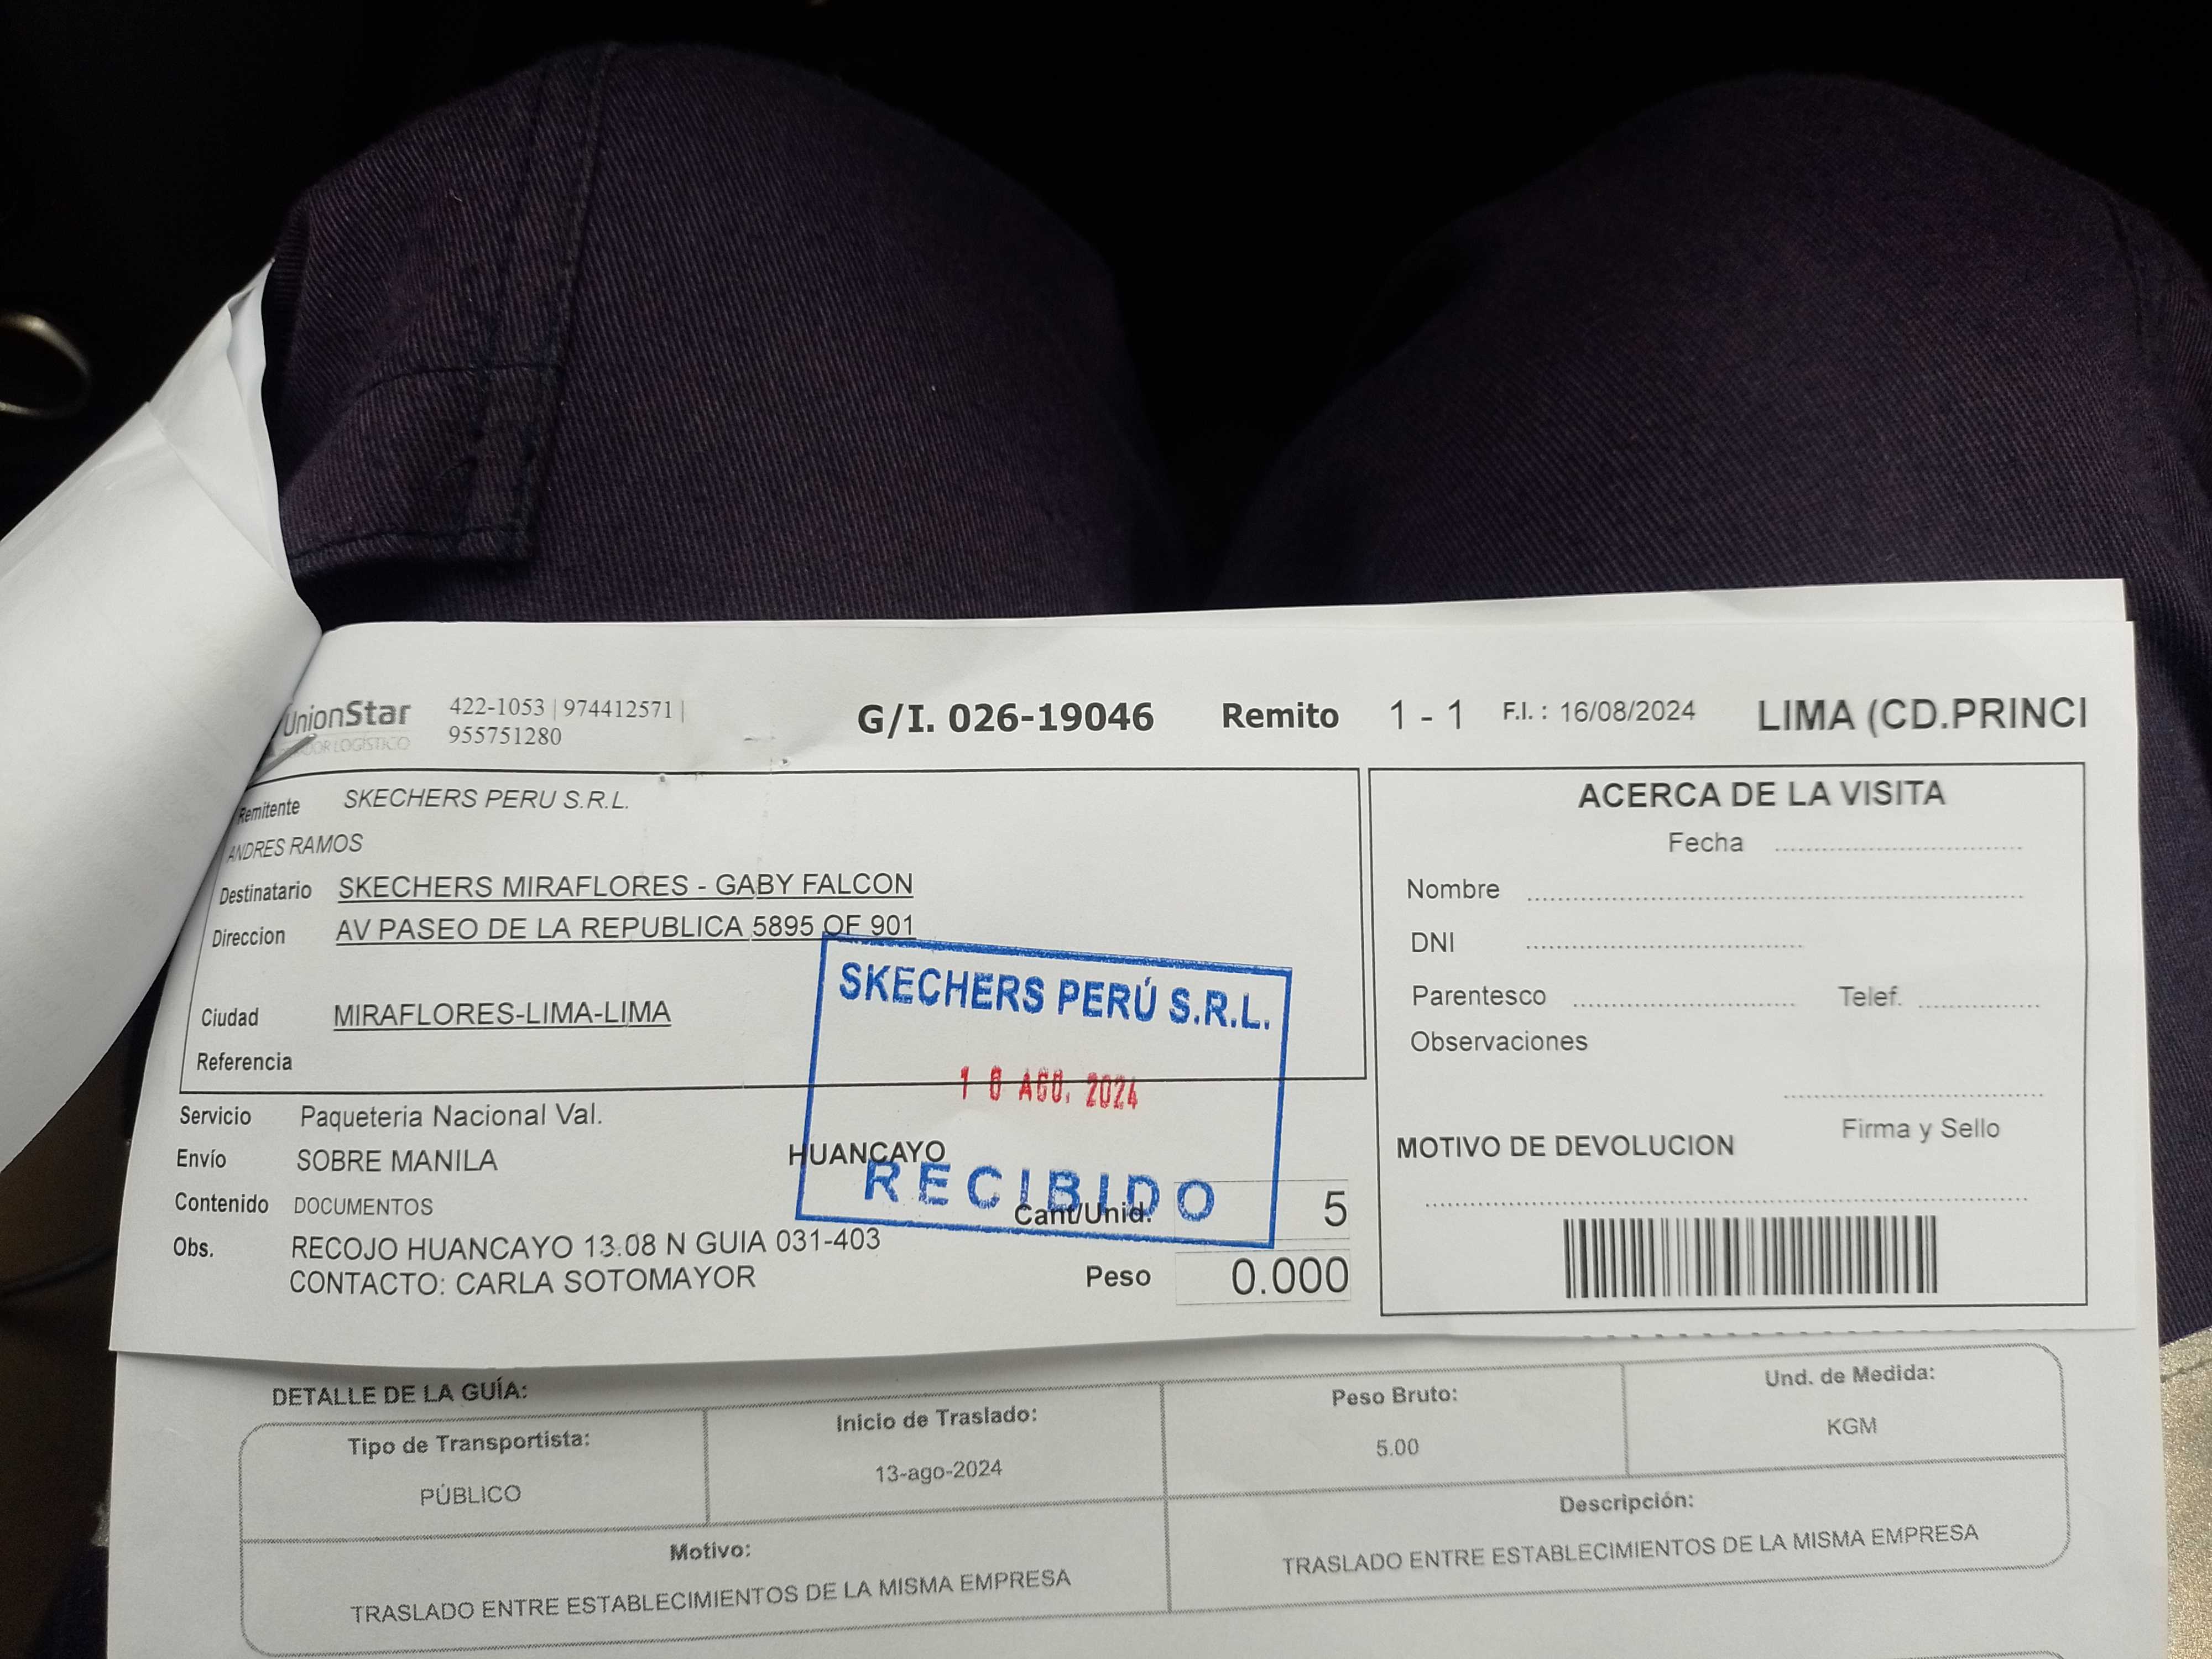 UnionStar
422-1053 | 974412571 |
955751280
G/I. 026-19046 Remito 1 - 1 F.I. : 16/08/2024 LIMA (CD.PRINCI
LOGÍSTICO
Remitente SKECHERS PERU S.R.L.
ANDRES RAMOS
Destinatario SKECHERS MIRAFLORES - GABY FALCON
Direccion AV PASEO DE LA REPUBLICA 5895 OF 901
Ciudad MIRAFLORES-LIMA-LIMA
Referencia
SKECHERS PERÚ S.R.L.
AGO. 2024
RECIBIDO
Servicio Paqueteria Nacional Val.
Envío SOBRE MANILA HUANCAYO
Contenido DOCUMENTOS Cant/Unid. 5
Obs. RECOJO HUANCAYO 13.08 N GUIA 031-403
CONTACTO: CARLA SOTOMAYOR Peso 0.000
ACERCA DE LA VISITA
Fecha
Nombre
DNI
Parentesco Telef.
Observaciones
Firma y Sello
MOTIVO DE DEVOLUCION
DETALLE DE LA GUÍA:
Tipo de Transportista: Inicio de Traslado: Peso Bruto: Und. de Medida:
PÚBLICO 13-ago-2024 5.00 KGM
Motivo: Descripción:
TRASLADO ENTRE ESTABLECIMIENTOS DE LA MISMA EMPRESA TRASLADO ENTRE ESTABLECIMIENTOS DE LA MISMA EMPRESA